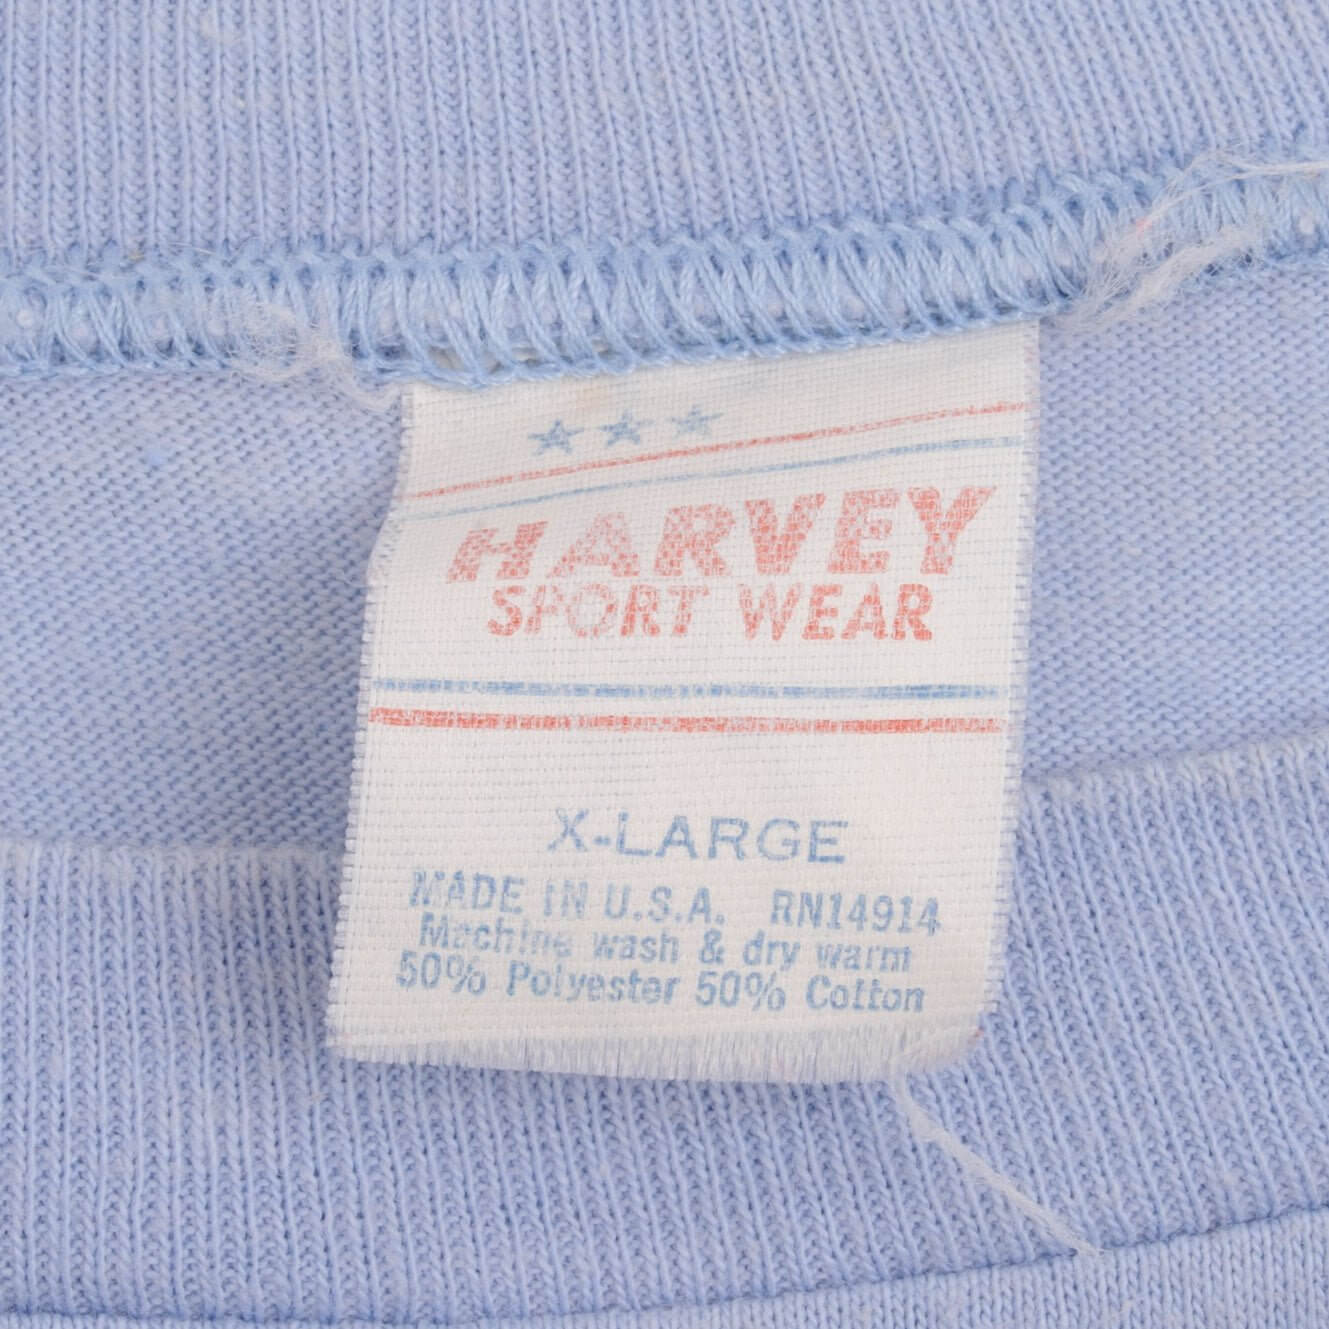 HARVEY
SPORT WEAR
X-LARGE
MADE IN U.S.A. RN14914
Machine wash & dry warm
50% Polyester 50% Cotton